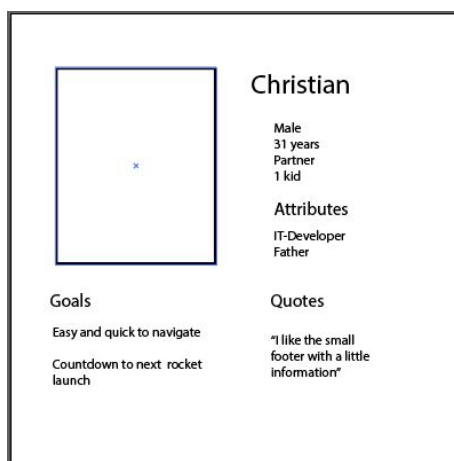 Christian
Male
31 years
Partner
1 kid
Attributes
IT-Developer
Father
Goals
Easy and quick to navigate
Countdown to next rocket
launch
Quotes
“I like the small
footer with a little
information”